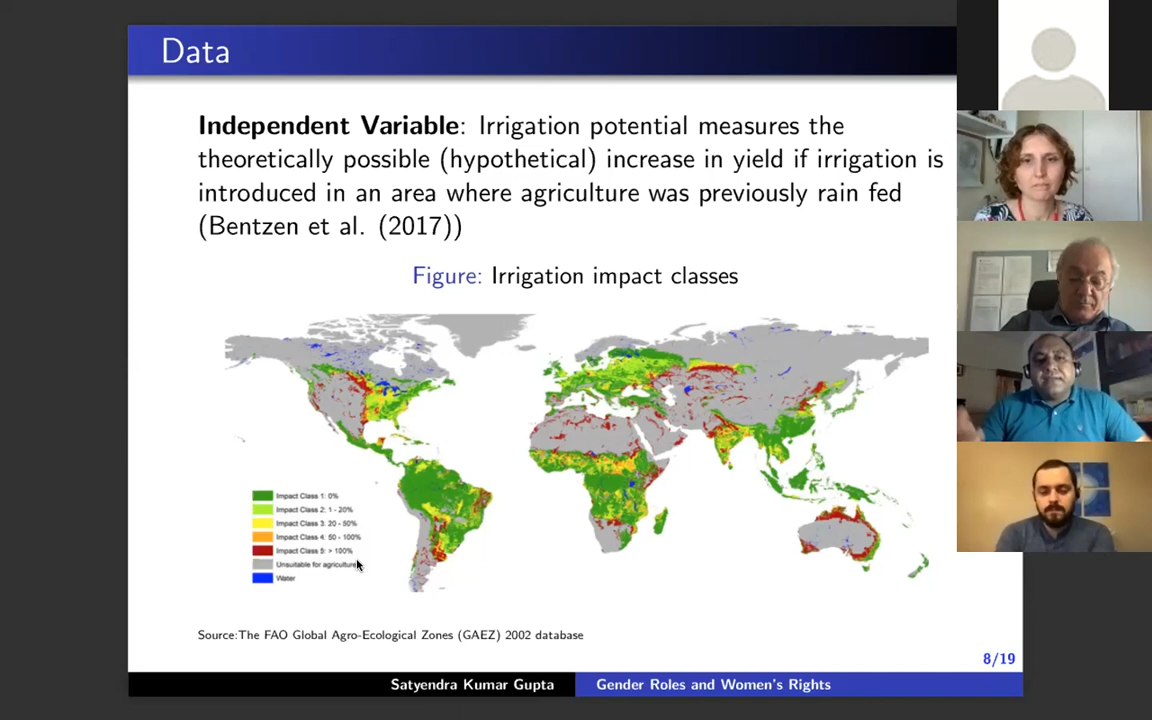 Data
Independent Variable: Irrigation potential measures the
theoretically possible (hypothetical) increase in yield if irrigation is
introduced in an area where agriculture was previously rain fed
(Bentzen et al. (2017))
Figure: Irrigation impact classes
Impact Class 1: 0%
Impact Class 2: 1 - 20%
Impact Class 3: 20 - 50%
Impact Class 4: 50 - 100%
Impact Class 5: > 100%
Unsuitable for agriculture
Water
Source:The FAO Global Agro-Ecological Zones (GAEZ) 2002 database
8/19
Satyendra Kumar Gupta
Gender Roles and Women's Rights